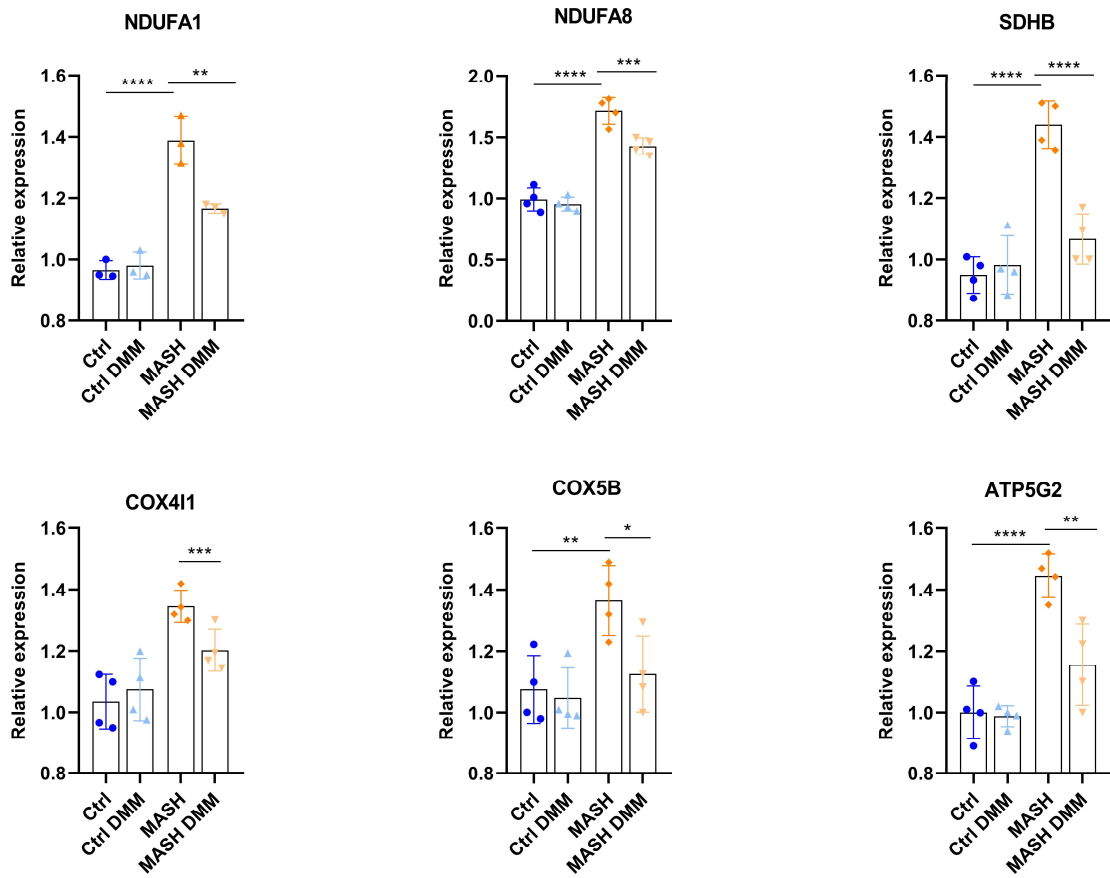 NDUFA1
**
****
Relative expression
1.6
1.4
1.2
1.0
0.8
Ctrl
Ctrl DMM
MASH
MASH DMM
NDUFA8
***
****
Relative expression
2.0
1.5
1.0
0.5
0.0
Ctrl
Ctrl DMM
MASH
MASH DMM
SDHB
****
****
Relative expression
1.6
1.4
1.2
1.0
0.8
Ctrl
Ctrl DMM
MASH
MASH DMM
COX4I1
***
Relative expression
1.6
1.4
1.2
1.0
0.8
Ctrl
Ctrl DMM
MASH
MASH DMM
COX5B
*
**
Relative expression
1.6
1.4
1.2
1.0
0.8
Ctrl
Ctrl DMM
MASH
MASH DMM
ATP5G2
**
****
Relative expression
1.6
1.4
1.2
1.0
0.8
Ctrl
Ctrl DMM
MASH
MASH DMM